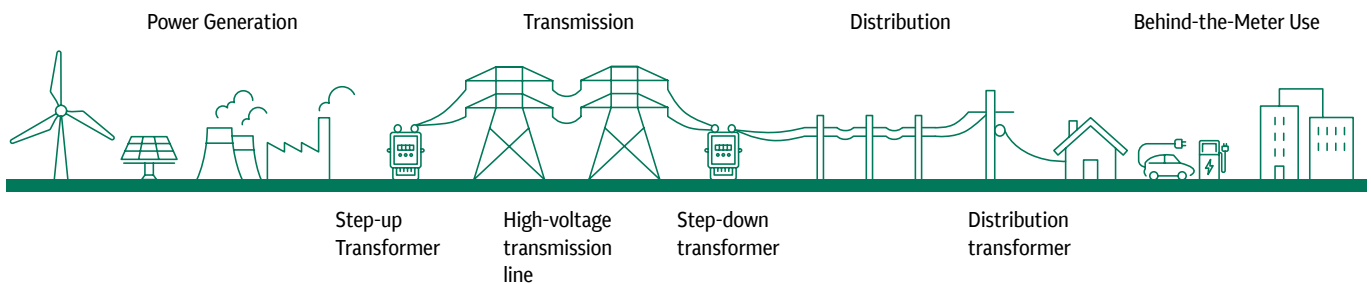 Power Generation
Transmission
Distribution
Behind-the-Meter Use
Step-up
Transformer
High-voltage
transmission
line
Step-down
transformer
Distribution
transformer